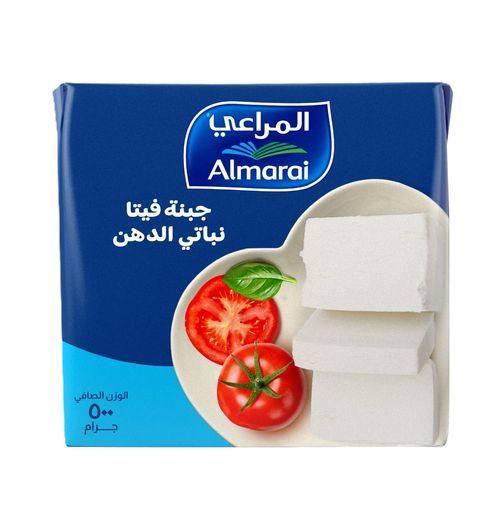 المراعي
Almarai
جبنة فيتا
نباتي الدهن
الوزن الصافي
٥٠٠
جرام